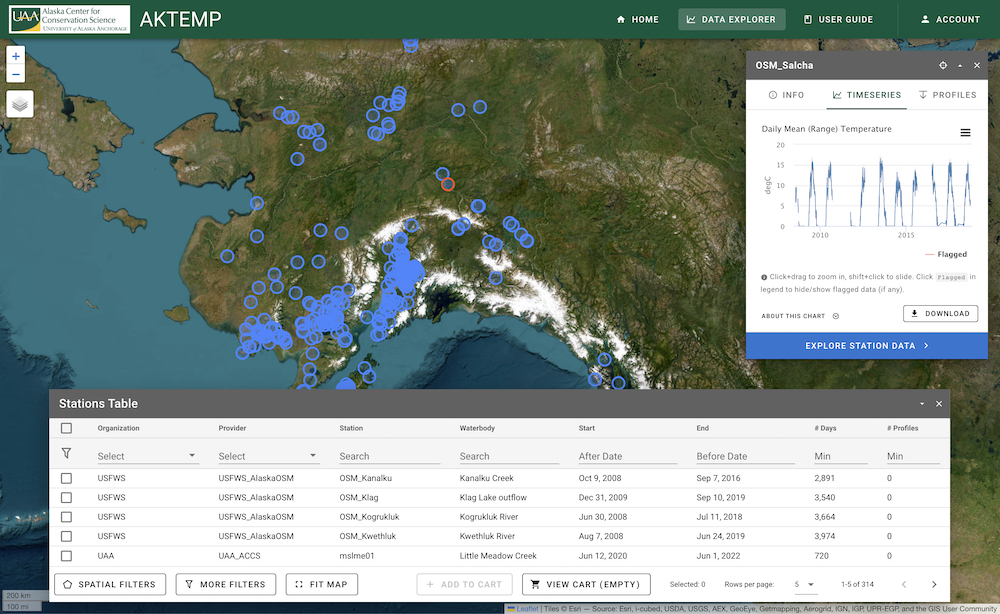 UAA
Alaska Center for
Conservation Science
UNIVERSITY of ALASKA ANCHORAGE
AKTEMP
HOME
DATA EXPLORER
USER GUIDE
ACCOUNT
+
−
OSM_Salcha
INFO
TIMESERIES
PROFILES
Daily Mean (Range) Temperature
20
15
10
5
0
degC
2010
2015
Flagged
Click+drag to zoom in, shift+click to slide. Click Flagged in
legend to hide/show flagged data (if any).
ABOUT THIS CHART
DOWNLOAD
EXPLORE STATION DATA
Stations Table
Organization Provider Station Waterbody Start End # Days # Profiles
Select Select Search Search After Date Before Date Min Min
USFWS USFWS_AlaskaOSM OSM_Kanalku Kanalku Creek Oct 9, 2008 Sep 7, 2016 2,891 0
USFWS USFWS_AlaskaOSM OSM_Klag Klag Lake outflow Dec 31, 2009 Sep 10, 2019 3,540 0
USFWS USFWS_AlaskaOSM OSM_Kogrukluk Kogrukluk River Jun 30, 2008 Jul 11, 2018 3,664 0
USFWS USFWS_AlaskaOSM OSM_Kwethluk Kwethluk River Aug 7, 2008 Jun 24, 2019 3,974 0
UAA UAA_ACCS mslme01 Little Meadow Creek Jun 12, 2020 Jun 1, 2022 720 0
SPATIAL FILTERS MORE FILTERS FIT MAP + ADD TO CART VIEW CART (EMPTY) Selected: 0 Rows per page: 5 1-5 of 314
200 km
100 mi
Leaflet | Tiles © Esri — Source: Esri, i-cubed, USDA, USGS, AEX, GeoEye, Getmapping, Aerogrid, IGN, IGP, UPR-EGP, and the GIS User Community